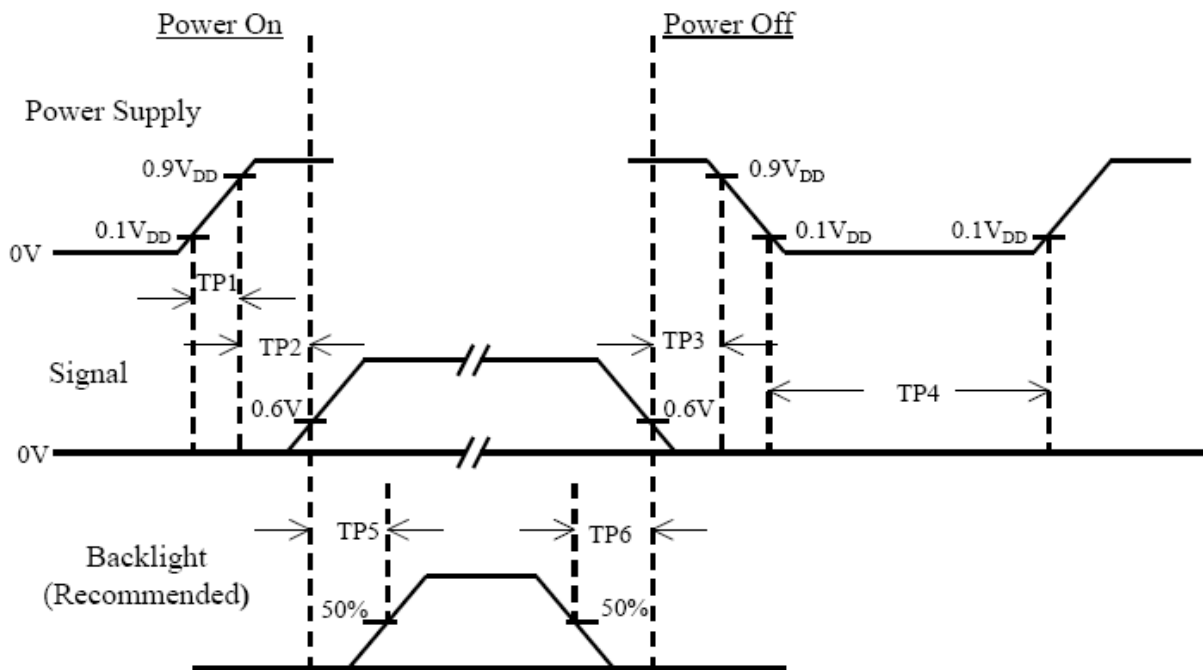 Power On
Power Off
Power Supply
0.9VDD
0.9VDD
0.1VDD
0.1VDD
0.1VDD
0V
TP1
TP2
TP3
Signal
TP4
0.6V
0.6V
0V
TP5
TP6
Backlight
(Recommended)
50%
50%